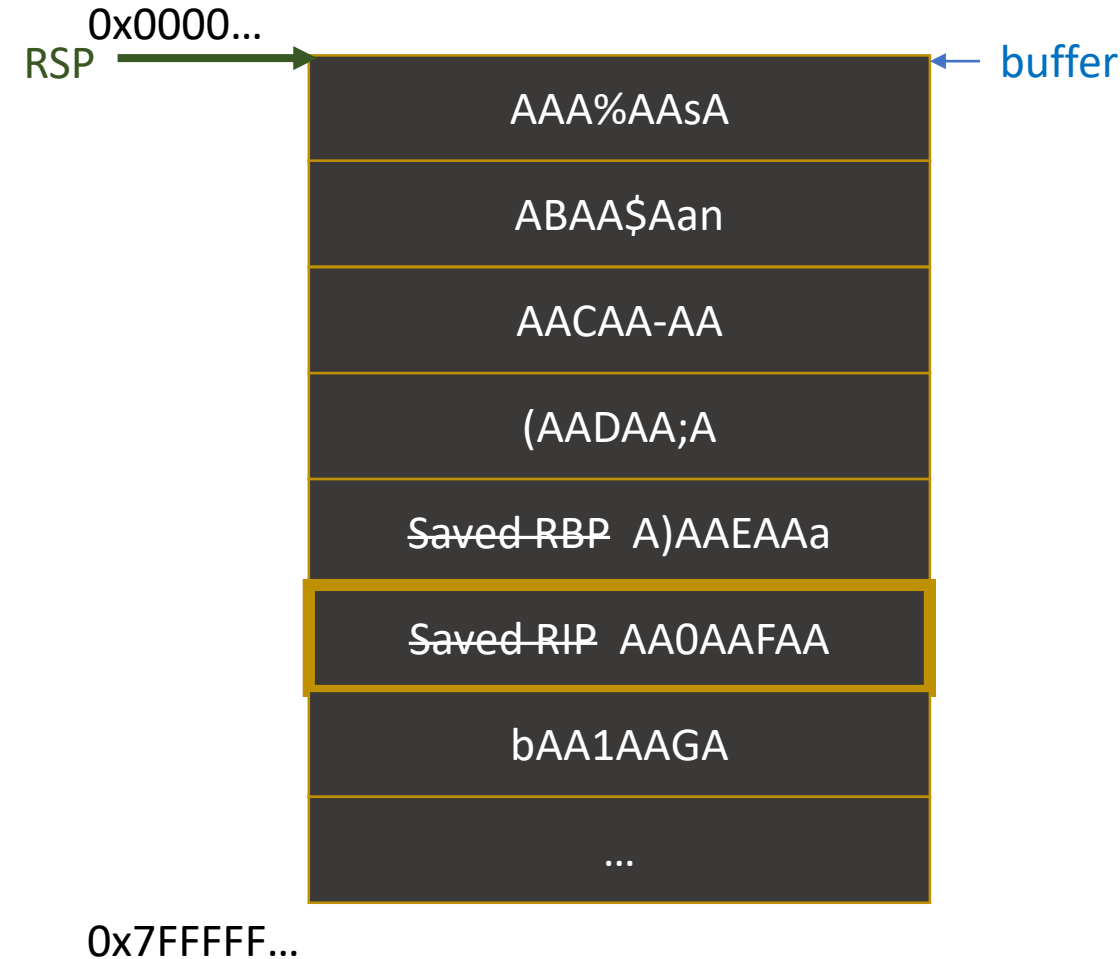 0x0000...
RSP
buffer
AAA%AAsA
ABAA$Aan
AACAA-AA
(AADAA;A
Saved RBP A)AAEAAa
Saved RIP AA0AAFAA
bAA1AAGA
...
0x7FFFFF...